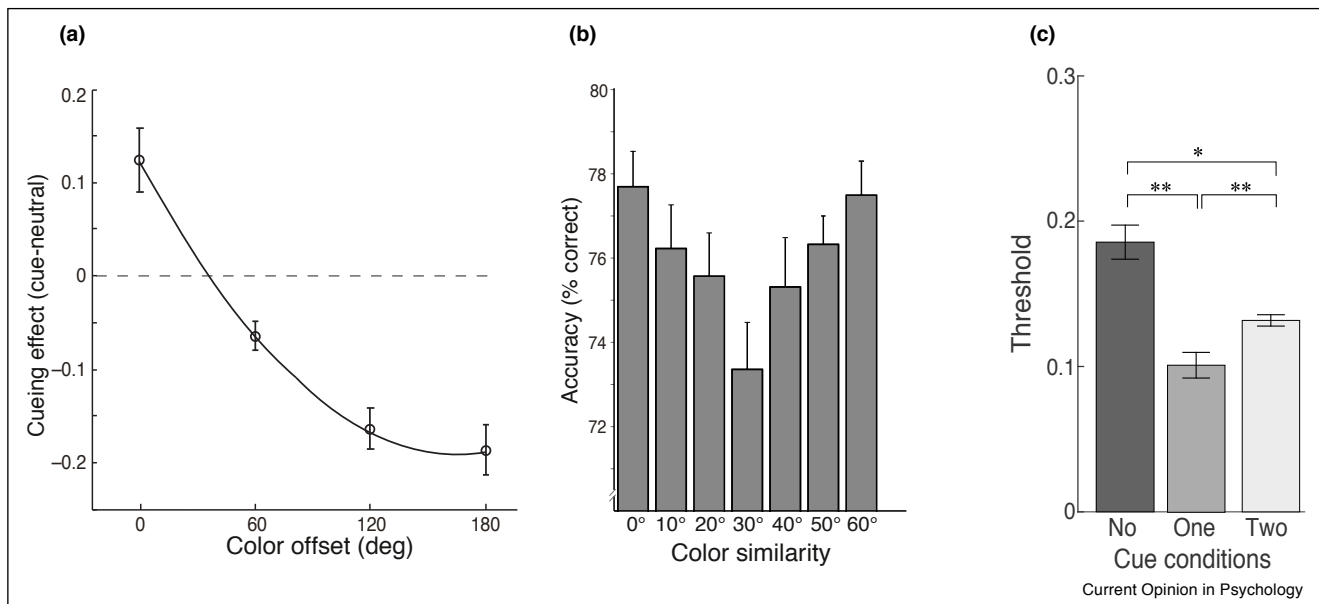 (a)
0.2
0.1
0
–0.1
–0.2
Cueing effect (cue-neutral)
0 60 120 180
Color offset (deg)
(b)
80
78
76
74
72
Accuracy (% correct)
0° 10° 20° 30° 40° 50° 60°
Color similarity
(c)
0.3
0.2
0.1
0
Threshold
*
** **
No One Two
Cue conditions
Current Opinion in Psychology